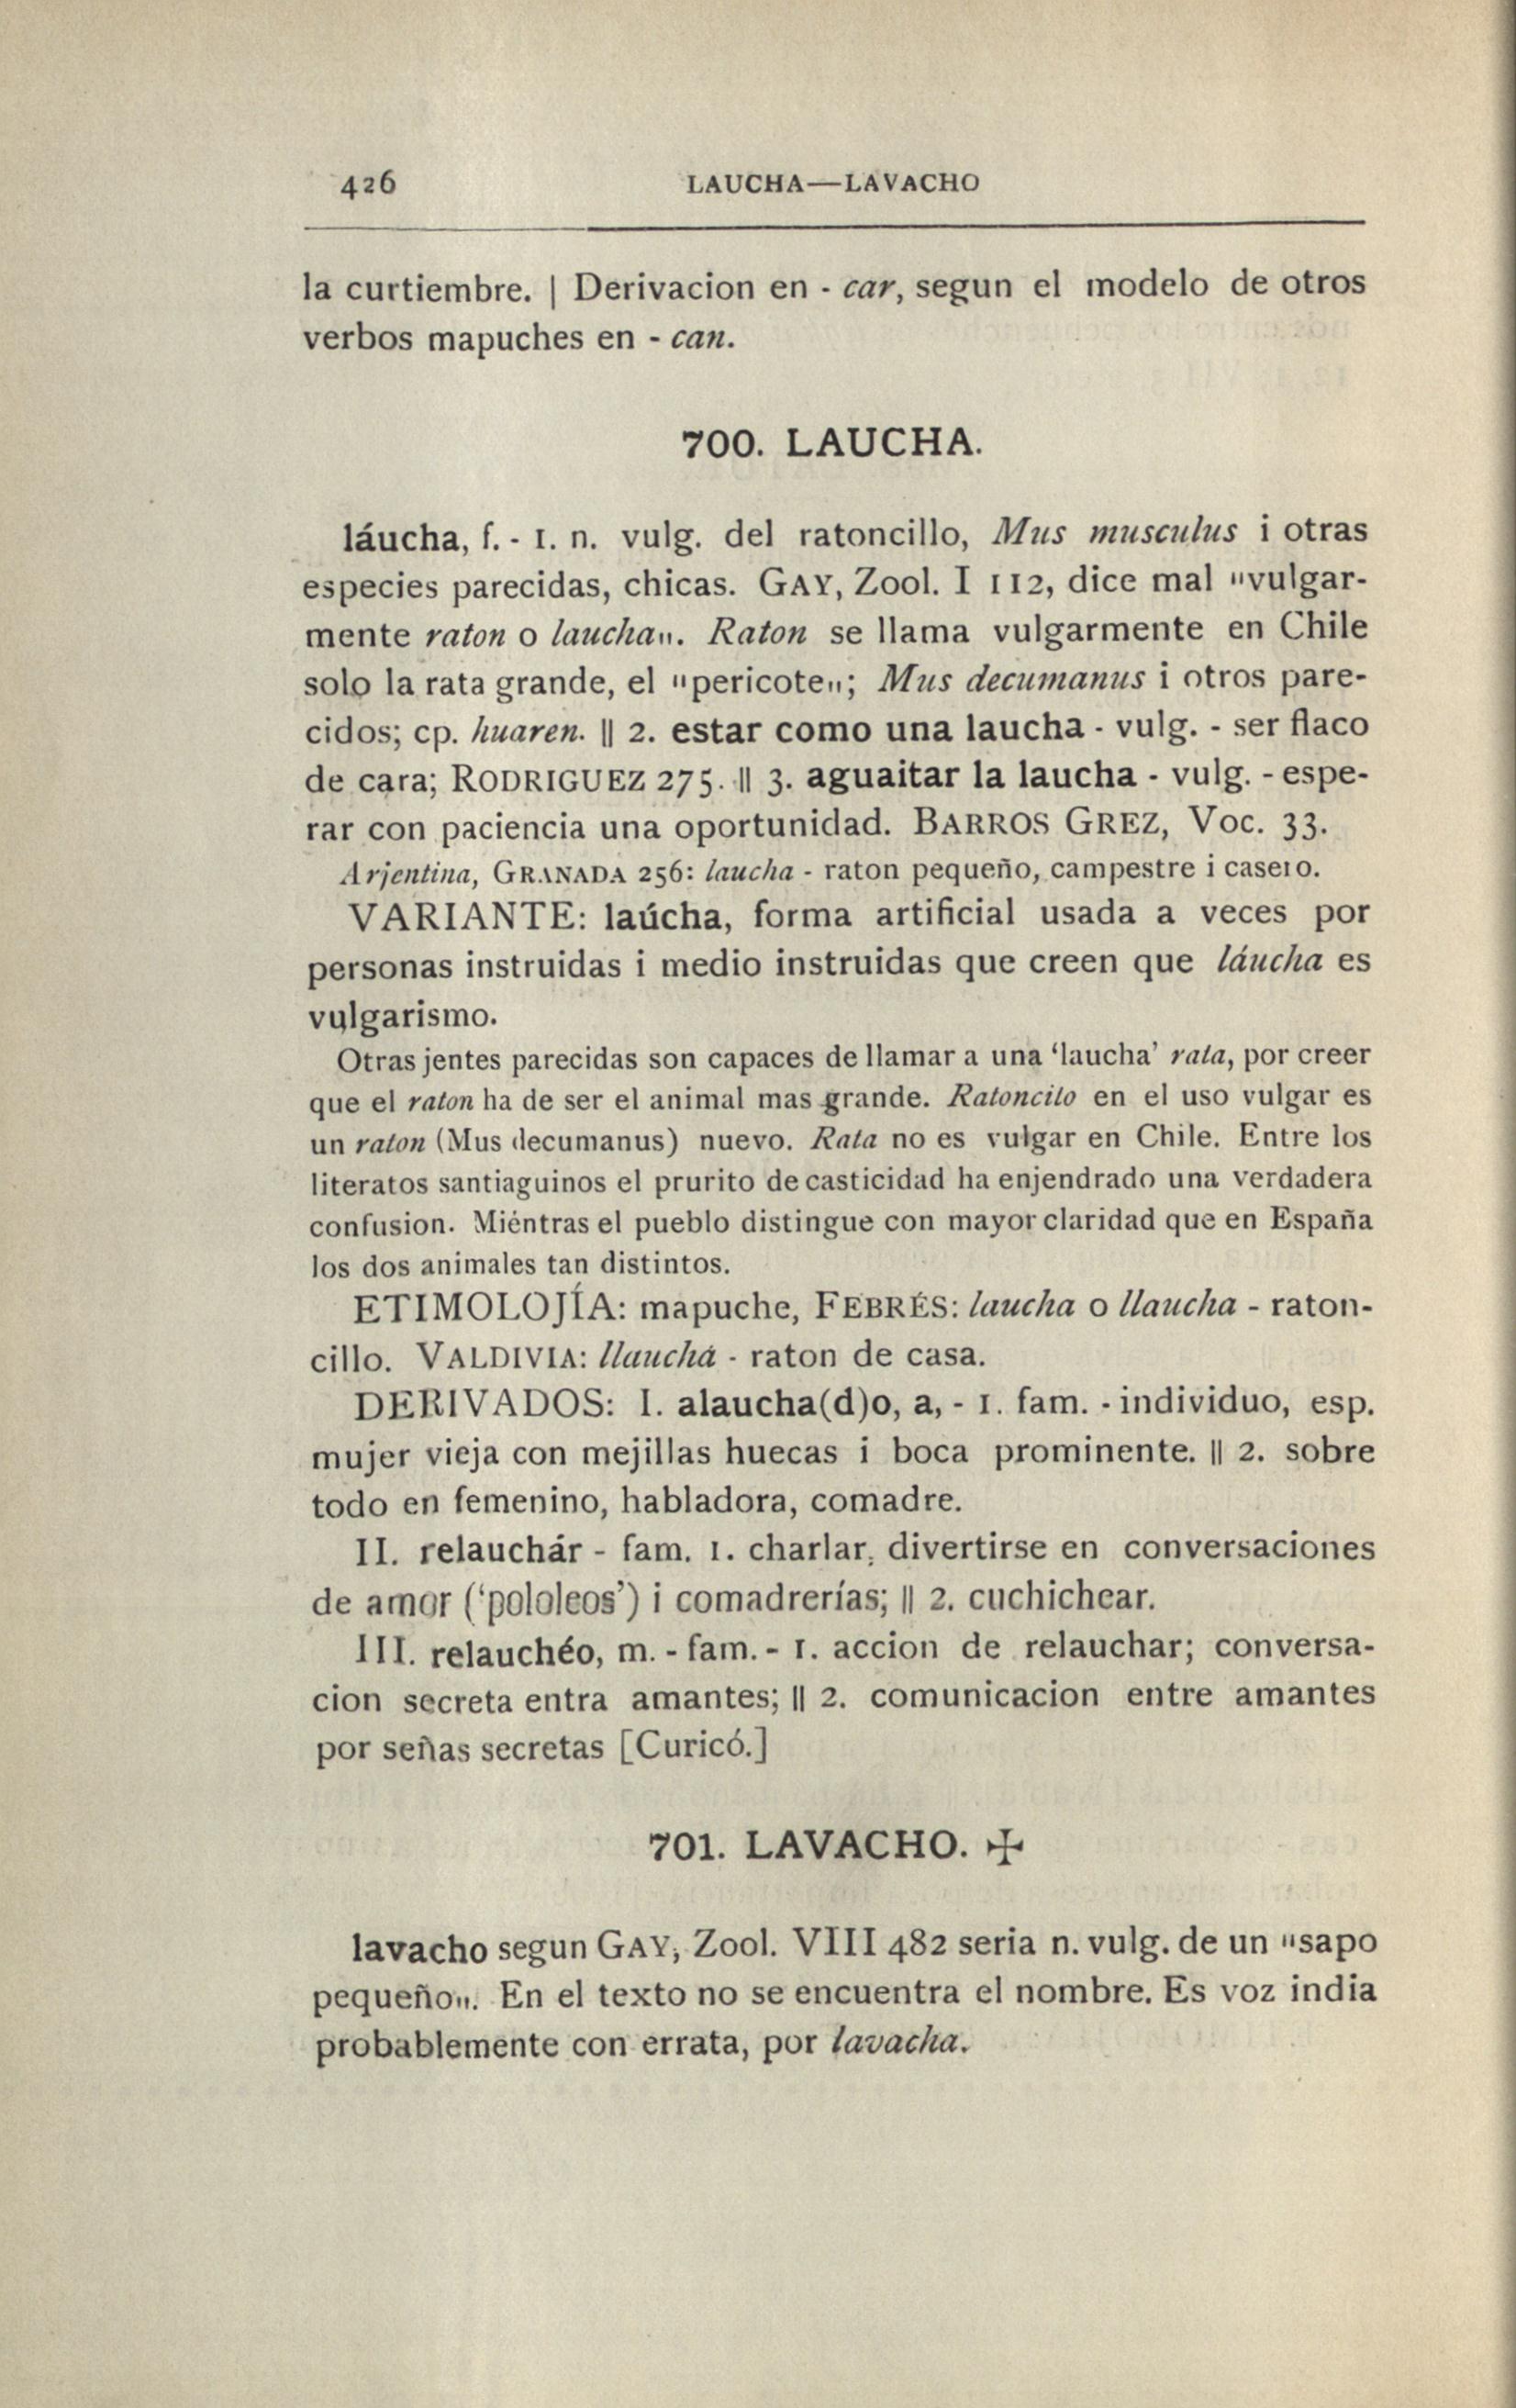 426 LAUCHA—LAVACHO
la curtiembre. | Derivacion en - car, segun el modelo de otros
verbos mapuches en - can.
700. LAUCHA.
láucha, f. - 1. n. vulg. del ratoncillo, Mus musculus i otras
especies parecidas, chicas. GAY, Zool. I 112, dice mal "vulgar-
mente raton o laucha". Raton se llama vulgarmente en Chile
solo la rata grande, el "pericote"; Mus decumanus i otros pare-
cidos; cp. huaren. || 2. estar como una laucha - vulg. - ser flaco
de cara; RODRIGUEZ 275. || 3. aguaitar la laucha - vulg. - espe-
rar con paciencia una oportunidad. BARROS GREZ, Voc. 33.
Arjentina, GRANADA 256: laucha - raton pequeño, campestre i casero.
VARIANTE: laúcha, forma artificial usada a veces por
personas instruidas i medio instruidas que creen que láucha es
vulgarismo.
Otras jentes parecidas son capaces de llamar a una ‘laucha’ rata, por creer
que el raton ha de ser el animal mas grande. Ratoncito en el uso vulgar es
un raton (Mus decumanus) nuevo. Rata no es vulgar en Chile. Entre los
literatos santiaguinos el prurito de casticidad ha enjendrado una verdadera
confusion. Miéntras el pueblo distingue con mayor claridad que en España
los dos animales tan distintos.
ETIMOLOJÍA: mapuche, FEBRÉS: laucha o llaucha - raton-
cillo. VALDIVIA: llauchá - raton de casa.
DERIVADOS: I. alaucha(d)o, a, - 1. fam. - individuo, esp.
mujer vieja con mejillas huecas i boca prominente. || 2. sobre
todo en femenino, habladora, comadre.
II. relauchár - fam. 1. charlar, divertirse en conversaciones
de amor (‘pololeos’) i comadrerías; || 2. cuchichear.
III. relauchéo, m. - fam. - 1. accion de relauchar; conversa-
cion secreta entra amantes; || 2. comunicacion entre amantes
por señas secretas [Curicó.]
701. LAVACHO. ✠
lavacho segun GAY, Zool. VIII 482 seria n. vulg. de un "sapo
pequeño". En el texto no se encuentra el nombre. Es voz india
probablemente con errata, por lavacha.